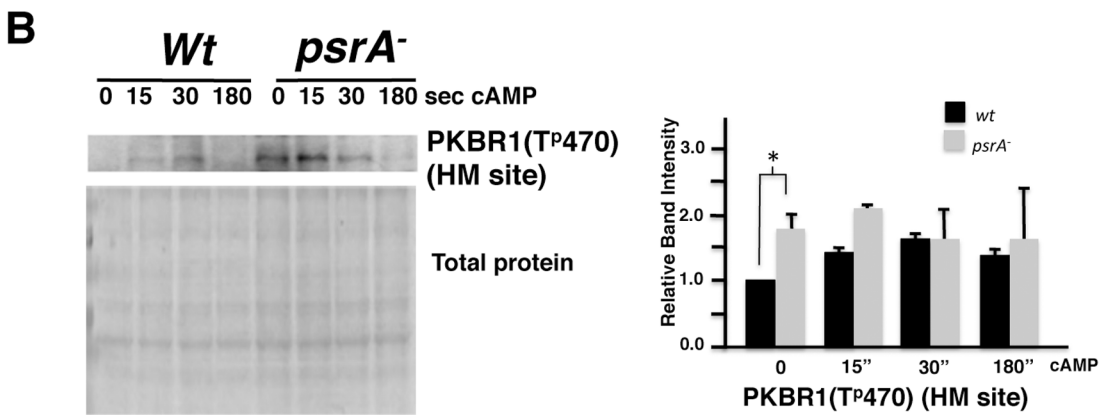 B
Wt psrA⁻
0 15 30 180 0 15 30 180 sec cAMP
PKBR1(Tᵖ470)
(HM site)
Total protein
wt
psrA⁻
*
Relative Band Intensity
3.0
2.0
1.0
0.0
0 15” 30” 180” cAMP
PKBR1(Tᵖ470) (HM site)